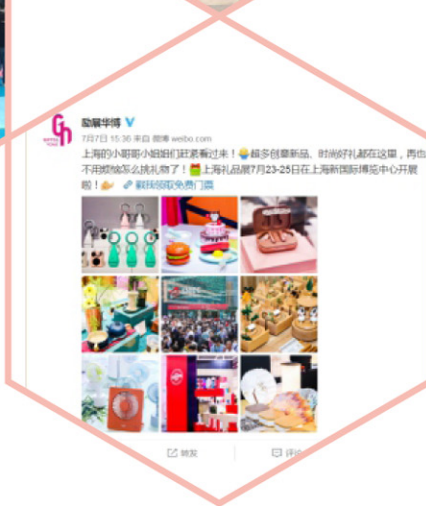 励展华博
7月7日 15:36 来自 微博 weibo.com
上海的小哥哥小姐姐们赶紧看过来！超多创意新品、时尚好礼都在这里，再也
不用烦恼怎么挑礼物了！上海礼品展7月23-25日在上海新国际博览中心开展
啦！戳我领取免费门票
转发
评论